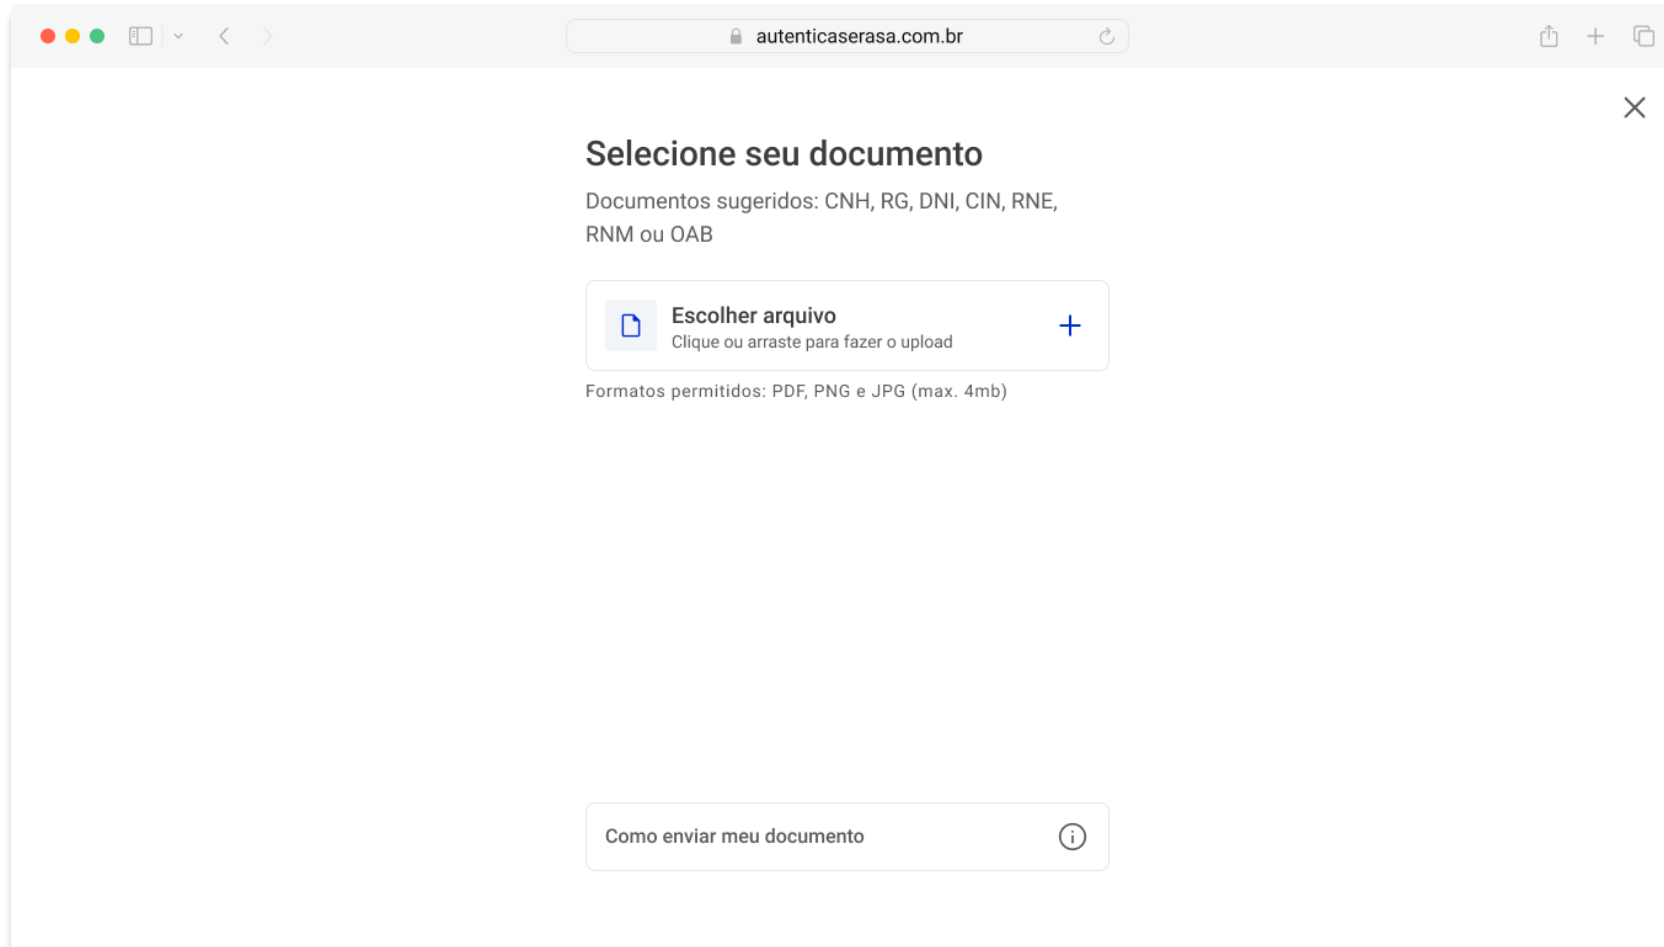 autenticaserasa.com.br
Selecione seu documento
Documentos sugeridos: CNH, RG, DNI, CIN, RNE,
RNM ou OAB
Escolher arquivo
Clique ou arraste para fazer o upload
Formatos permitidos: PDF, PNG e JPG (max. 4mb)
Como enviar meu documento